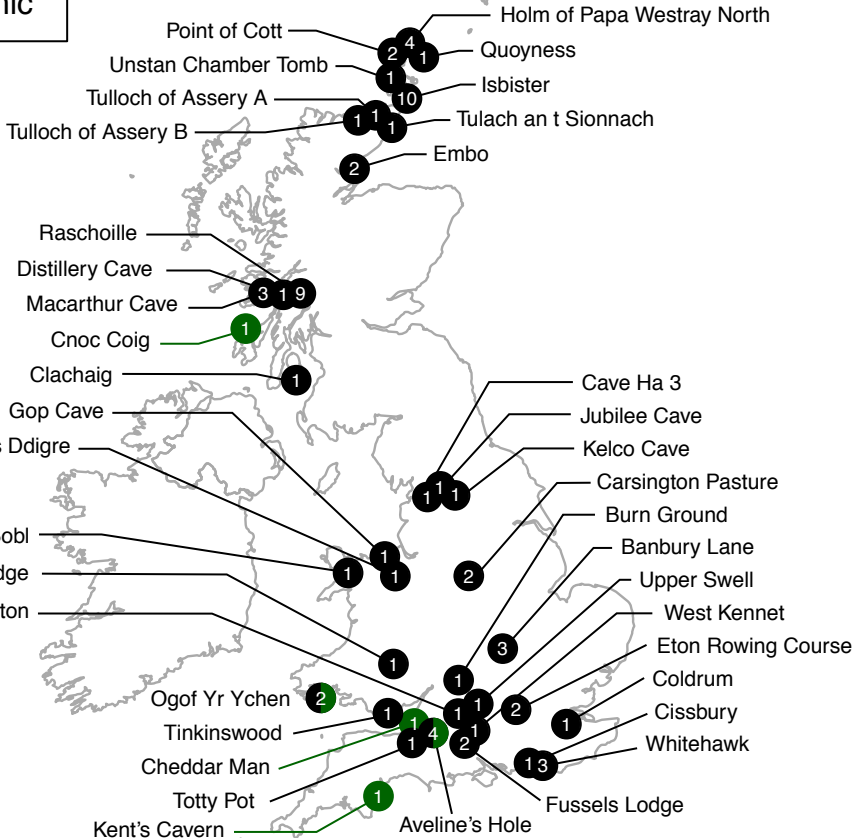 nic
Holm of Papa Westray North
Point of Cott
4
2
1
Quoyness
Unstan Chamber Tomb
1
Isbister
10
Tulloch of Assery A
1
Tulach an t Sionnach
Tulloch of Assery B
1
1
Embo
2
Raschoille
Distillery Cave
Macarthur Cave
3
1
9
Cnoc Coig
1
Clachaig
1
Cave Ha 3
Gop Cave
Jubilee Cave
s Ddigre
Kelco Cave
1
1
1
Carsington Pasture
Burn Ground
obl
Banbury Lane
1
dge
1
1
2
Upper Swell
ton
West Kennet
3
Eton Rowing Course
1
1
Coldrum
Ogof Yr Ychen
2
1
1
1
2
Cissbury
Tinkinswood
1
4
1
1
Whitehawk
1
2
Cheddar Man
1
3
Totty Pot
1
Fussels Lodge
Kent's Cavern
Aveline's Hole